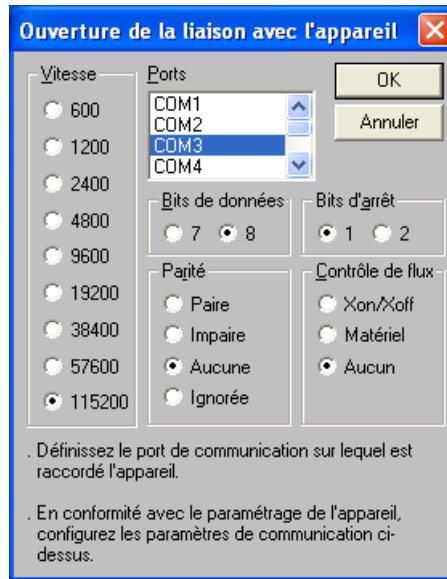 Ouverture de la liaison avec l'appareil
Vitesse
600
1200
2400
4800
9600
19200
38400
57600
115200
Ports
COM1
COM2
COM3
COM4
OK
Annuler
Bits de données
7
8
Bits d'arrêt
1
2
Parité
Paire
Impaire
Aucune
Ignorée
Contrôle de flux
Xon/Xoff
Matériel
Aucun
. Définissez le port de communication sur lequel est
raccordé l'appareil.
. En conformité avec le paramétrage de l'appareil,
configurez les paramètres de communication ci-
dessus.